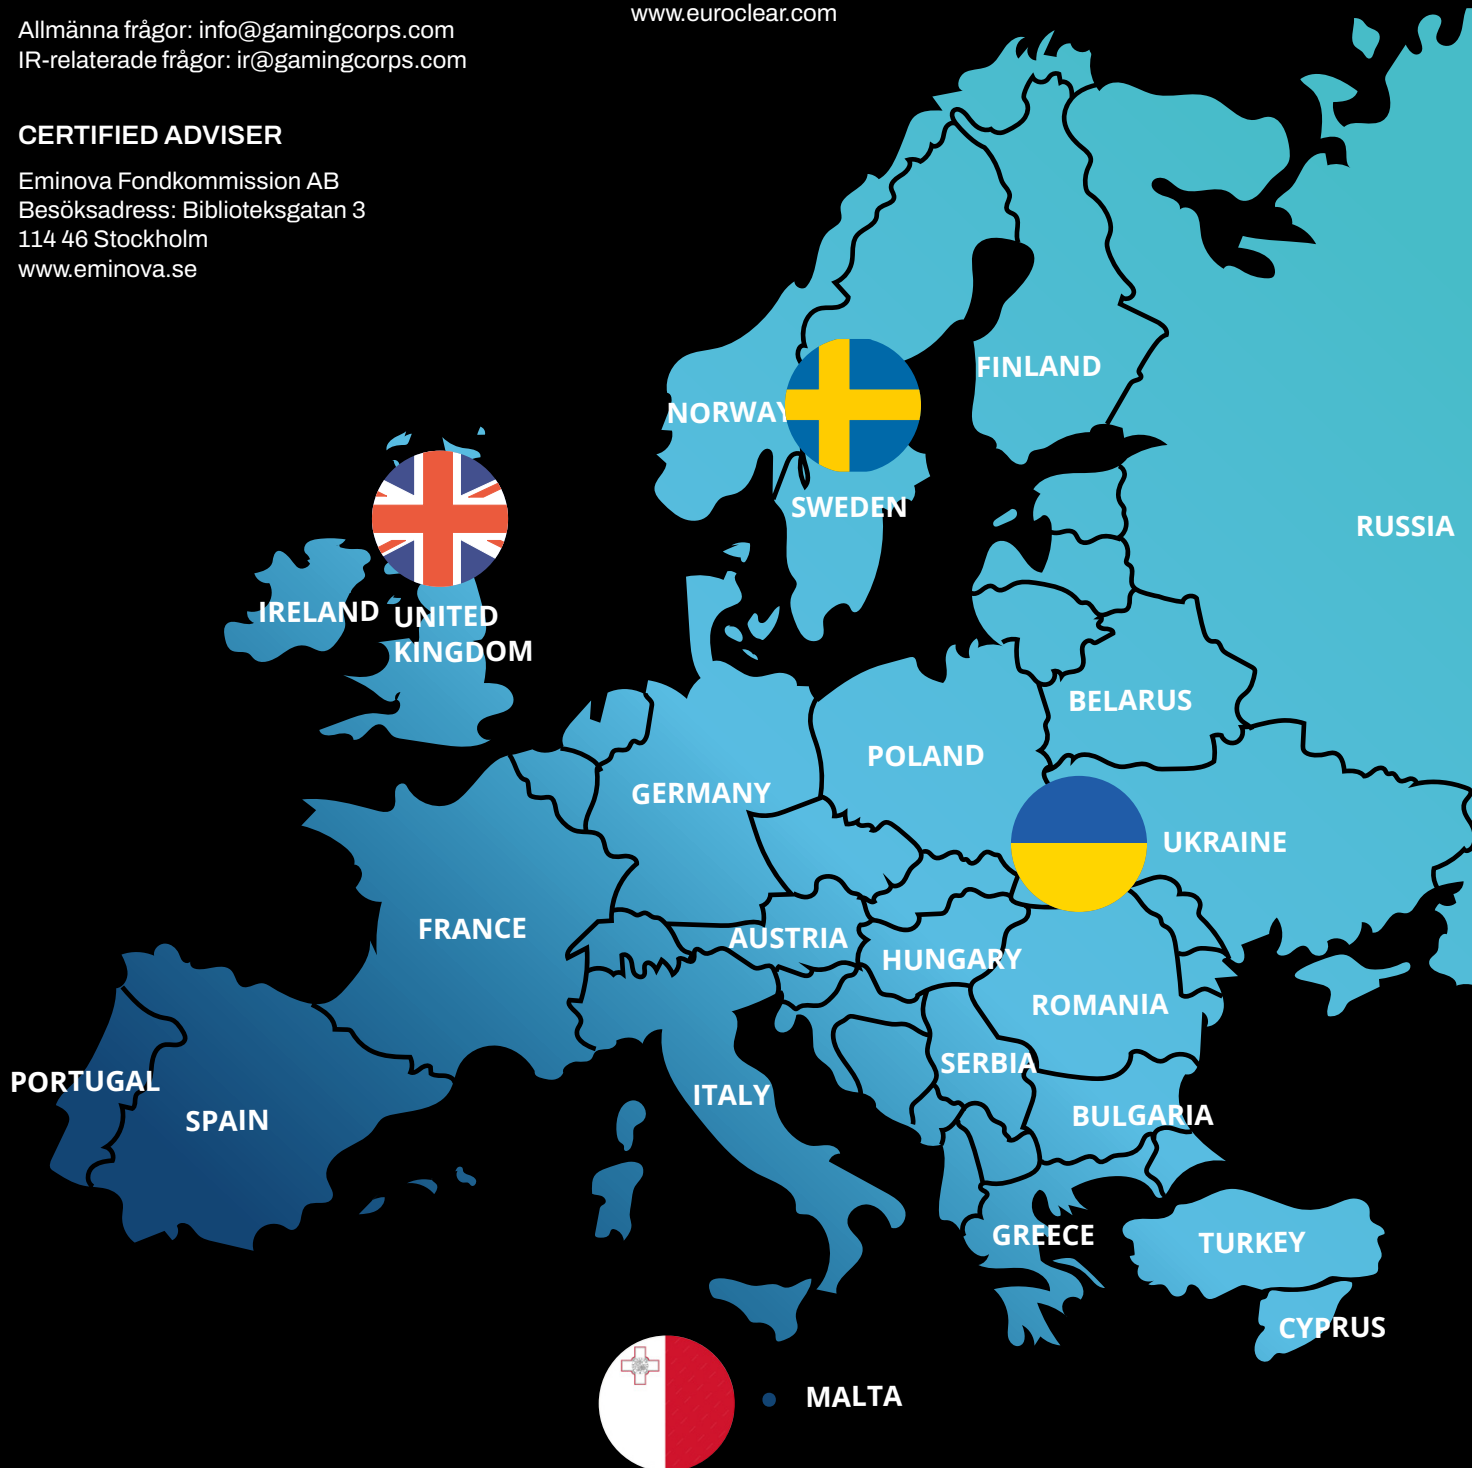 www.euroclear.com
Allmänna frågor: info@gamingcorps.com
IR-relaterade frågor: ir@gamingcorps.com
CERTIFIED ADVISER
Eminova Fondkommission AB
Besöksadress: Biblioteksgatan 3
114 46 Stockholm
www.eminova.se
FINLAND
NORWAY
SWEDEN
RUSSIA
IRELAND
UNITED
KINGDOM
BELARUS
POLAND
GERMANY
UKRAINE
FRANCE
AUSTRIA
HUNGARY
ROMANIA
SERBIA
PORTUGAL
ITALY
SPAIN
BULGARIA
GREECE
TURKEY
CYPRUS
MALTA